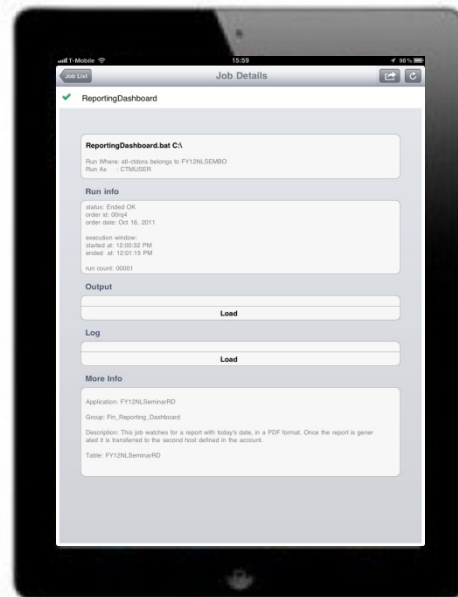 T-Mobile 15:59 98%
Job List Job Details
ReportingDashboard
ReportingDashboard.bat C:\
Run Where: atl-ctdmra belongs to FY12NLSEMBO
Run As : CTMUSER
Run info
status: Ended OK
order id: 00rq4
order date: Oct 16, 2011
execution window:
started at: 12:00:32 PM
ended at: 12:01:15 PM
run count: 00001
Output
Load
Log
Load
More Info
Application: FY12NLSeminarRD
Group: Fin_Reporting_Dashboard
Description: This job watches for a report with today's date, in a PDF format. Once the report is gener
ated it is transferred to the second host defined in the account.
Table: FY12NLSeminarRD